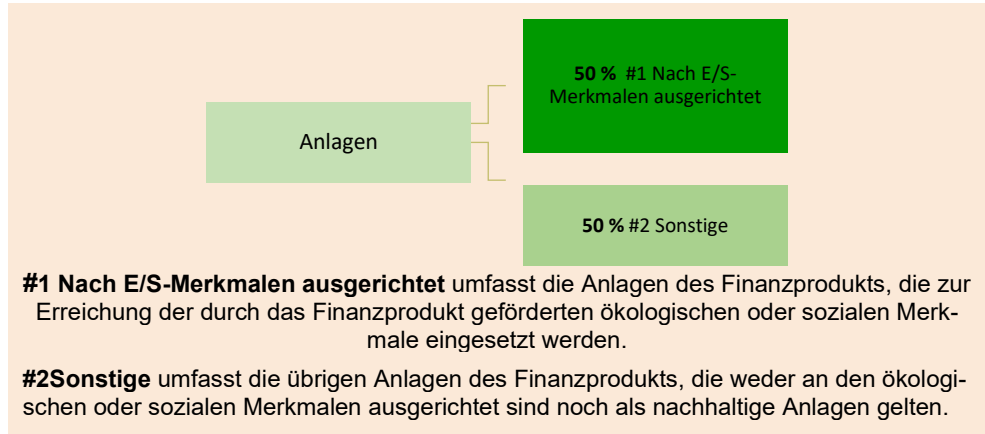 50 % #1 Nach E/S-
Merkmalen ausgerichtet
Anlagen
50 % #2 Sonstige
#1 Nach E/S-Merkmalen ausgerichtet umfasst die Anlagen des Finanzprodukts, die zur
Erreichung der durch das Finanzprodukt geförderten ökologischen oder sozialen Merk-
male eingesetzt werden.
#2Sonstige umfasst die übrigen Anlagen des Finanzprodukts, die weder an den ökologi-
schen oder sozialen Merkmalen ausgerichtet sind noch als nachhaltige Anlagen gelten.